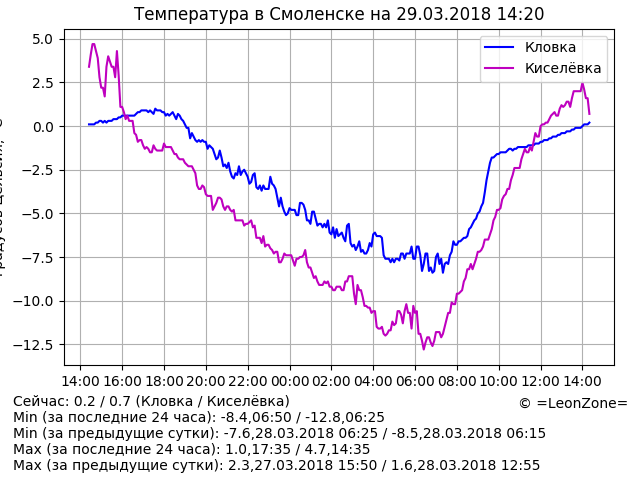 Температура в Смоленске на 29.03.2018 14:20
5.0
2.5
0.0
−2.5
−5.0
−7.5
−10.0
−12.5
Кловка
Киселёвка
14:00 16:00 18:00 20:00 22:00 00:00 02:00 04:00 06:00 08:00 10:00 12:00 14:00
Сейчас: 0.2 / 0.7 (Кловка / Киселёвка)
© =LeonZone=
Min (за последние 24 часа): -8.4,06:50 / -12.8,06:25
Min (за предыдущие сутки): -7.6,28.03.2018 06:25 / -8.5,28.03.2018 06:15
Max (за последние 24 часа): 1.0,17:35 / 4.7,14:35
Max (за предыдущие сутки): 2.3,27.03.2018 15:50 / 1.6,28.03.2018 12:55